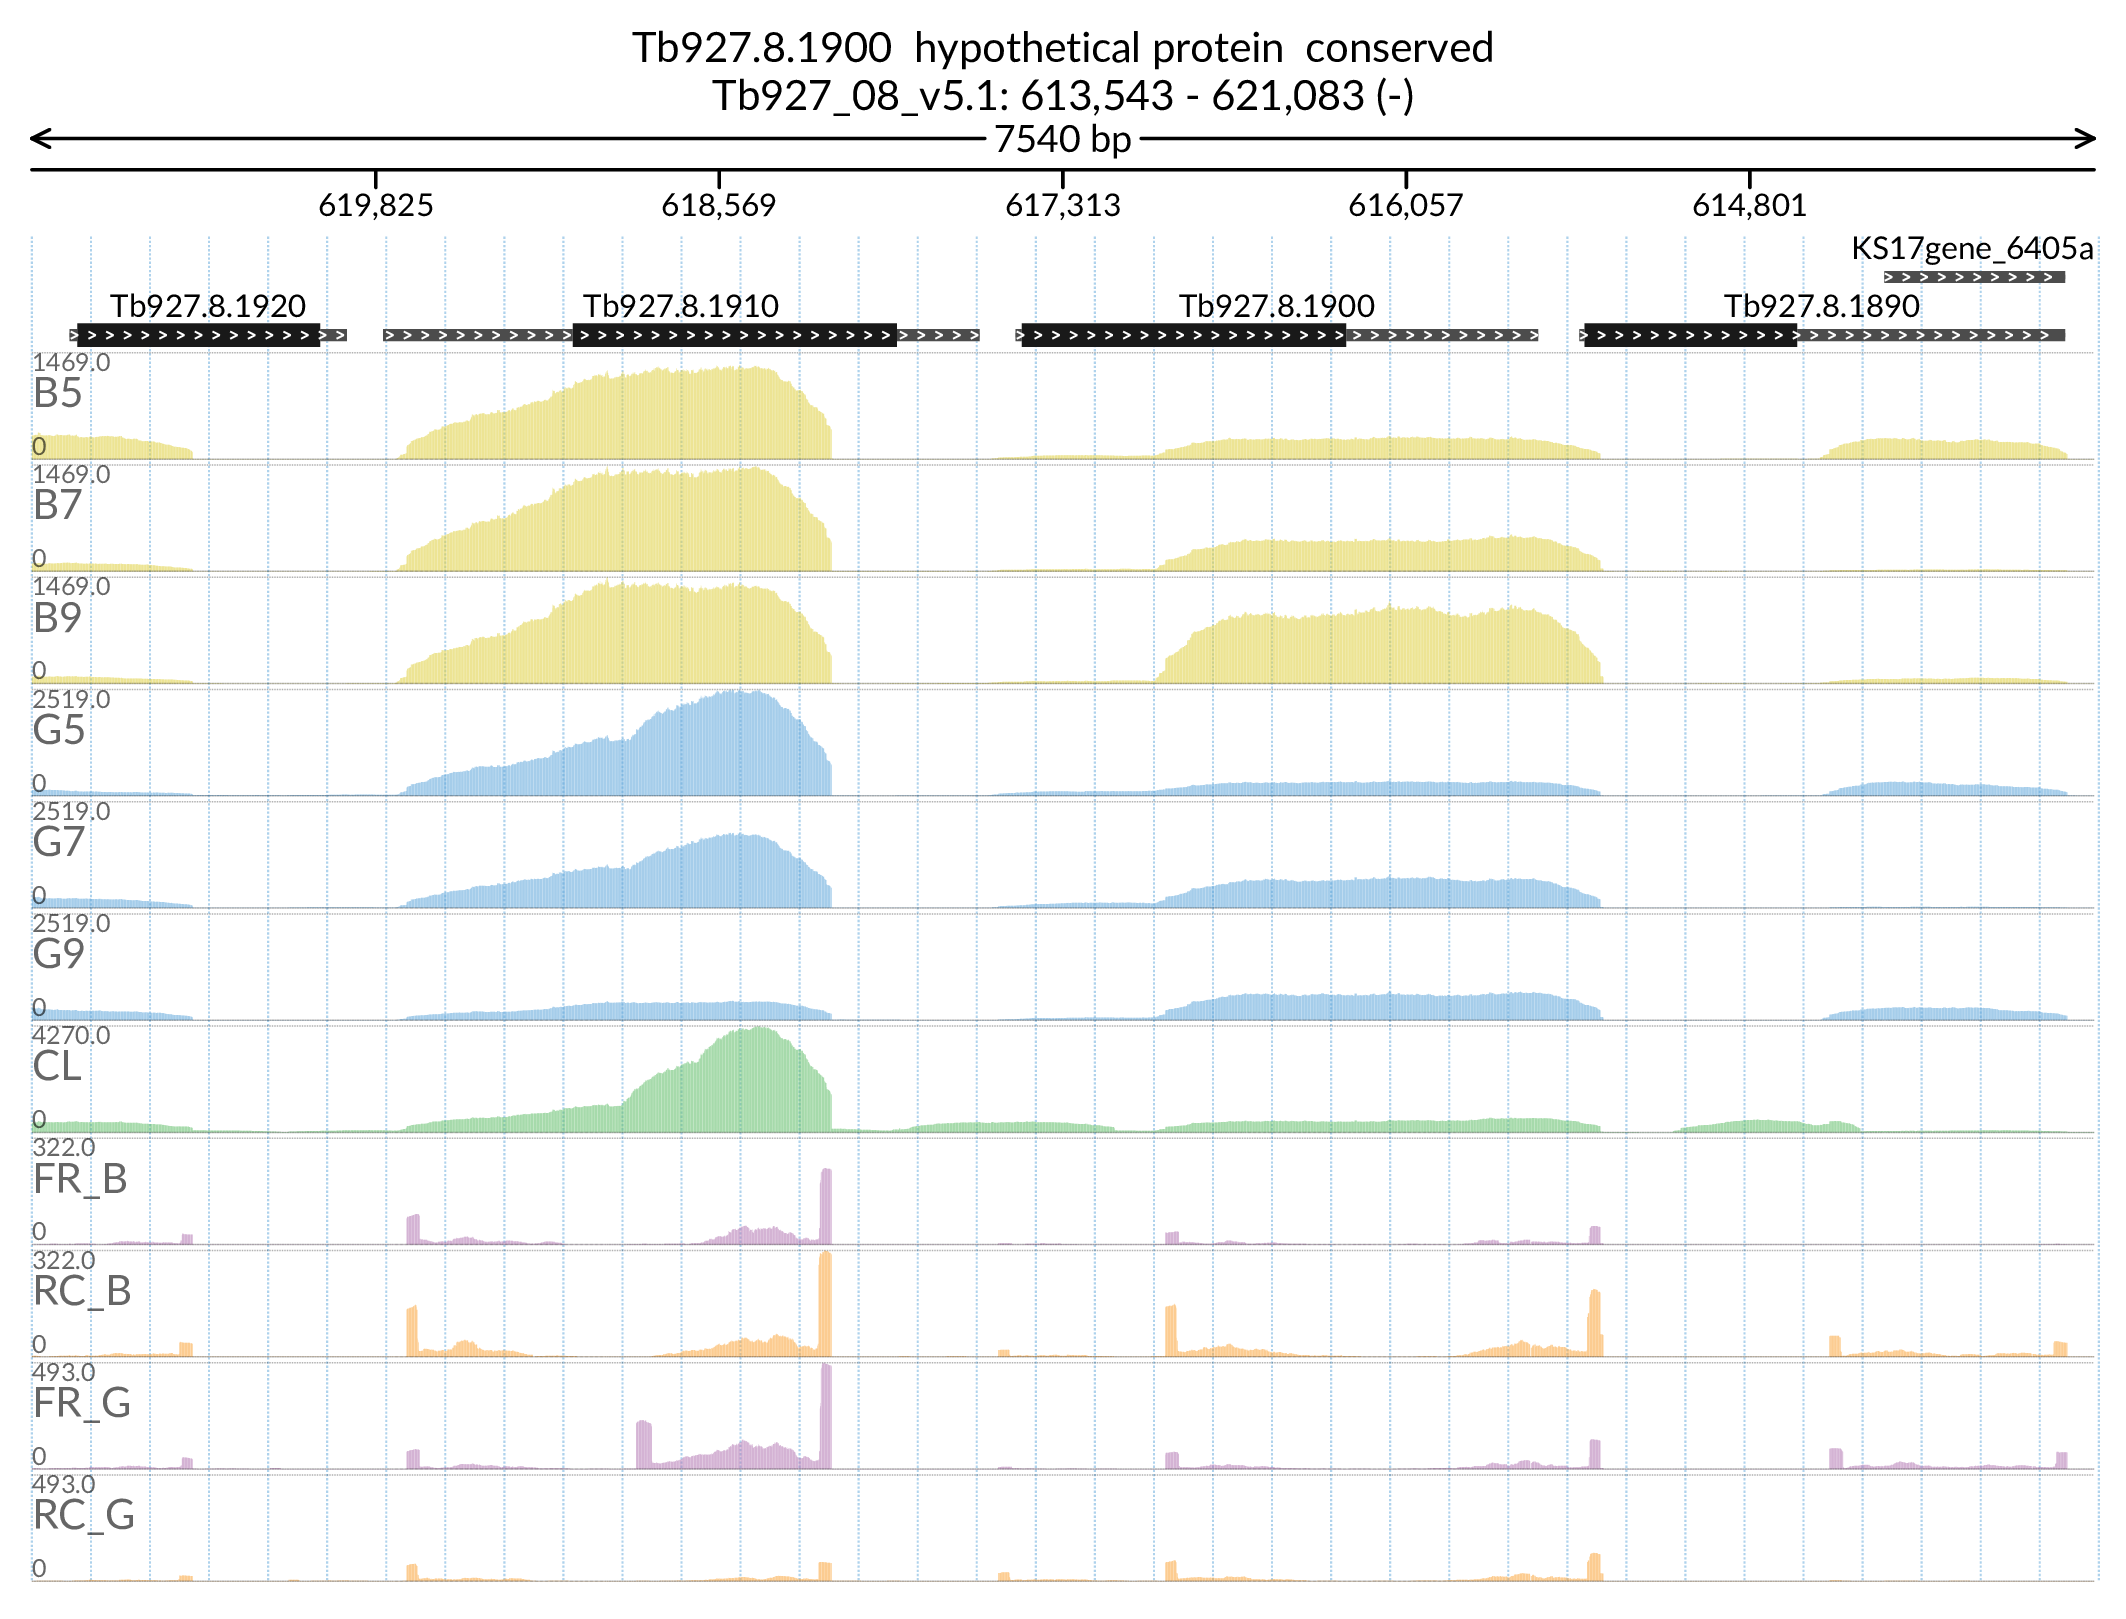 Tb927.8.1900  hypothetical protein  conserved
Tb927_08_v5.1: 613,543 - 621,083 (-)
7540 bp
619,825 618,569 617,313 616,057 614,801
KS17gene_6405a
Tb927.8.1920 Tb927.8.1910 Tb927.8.1900 Tb927.8.1890
1469.0
B5
0
1469.0
B7
0
1469.0
B9
0
2519.0
G5
0
2519.0
G7
0
2519.0
G9
0
4270.0
CL
0
322.0
FR_B
0
322.0
RC_B
0
493.0
FR_G
0
493.0
RC_G
0